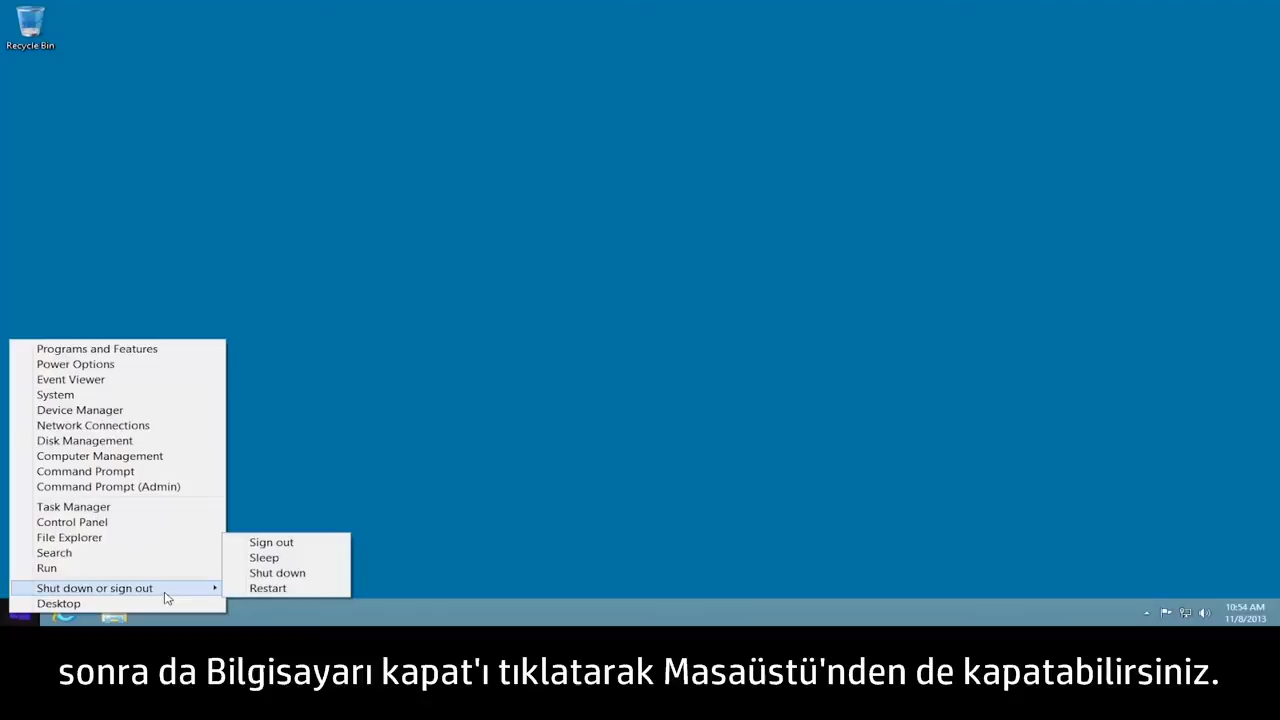 Recycle Bin
Programs and Features
Power Options
Event Viewer
System
Device Manager
Network Connections
Disk Management
Computer Management
Command Prompt
Command Prompt (Admin)
Task Manager
Control Panel
File Explorer
Search
Run
Shut down or sign out
Desktop
Sign out
Sleep
Shut down
Restart
10:54 AM
11/8/2013
sonra da Bilgisayarı kapat'ı tıklatarak Masaüstü'nden de kapatabilirsiniz.